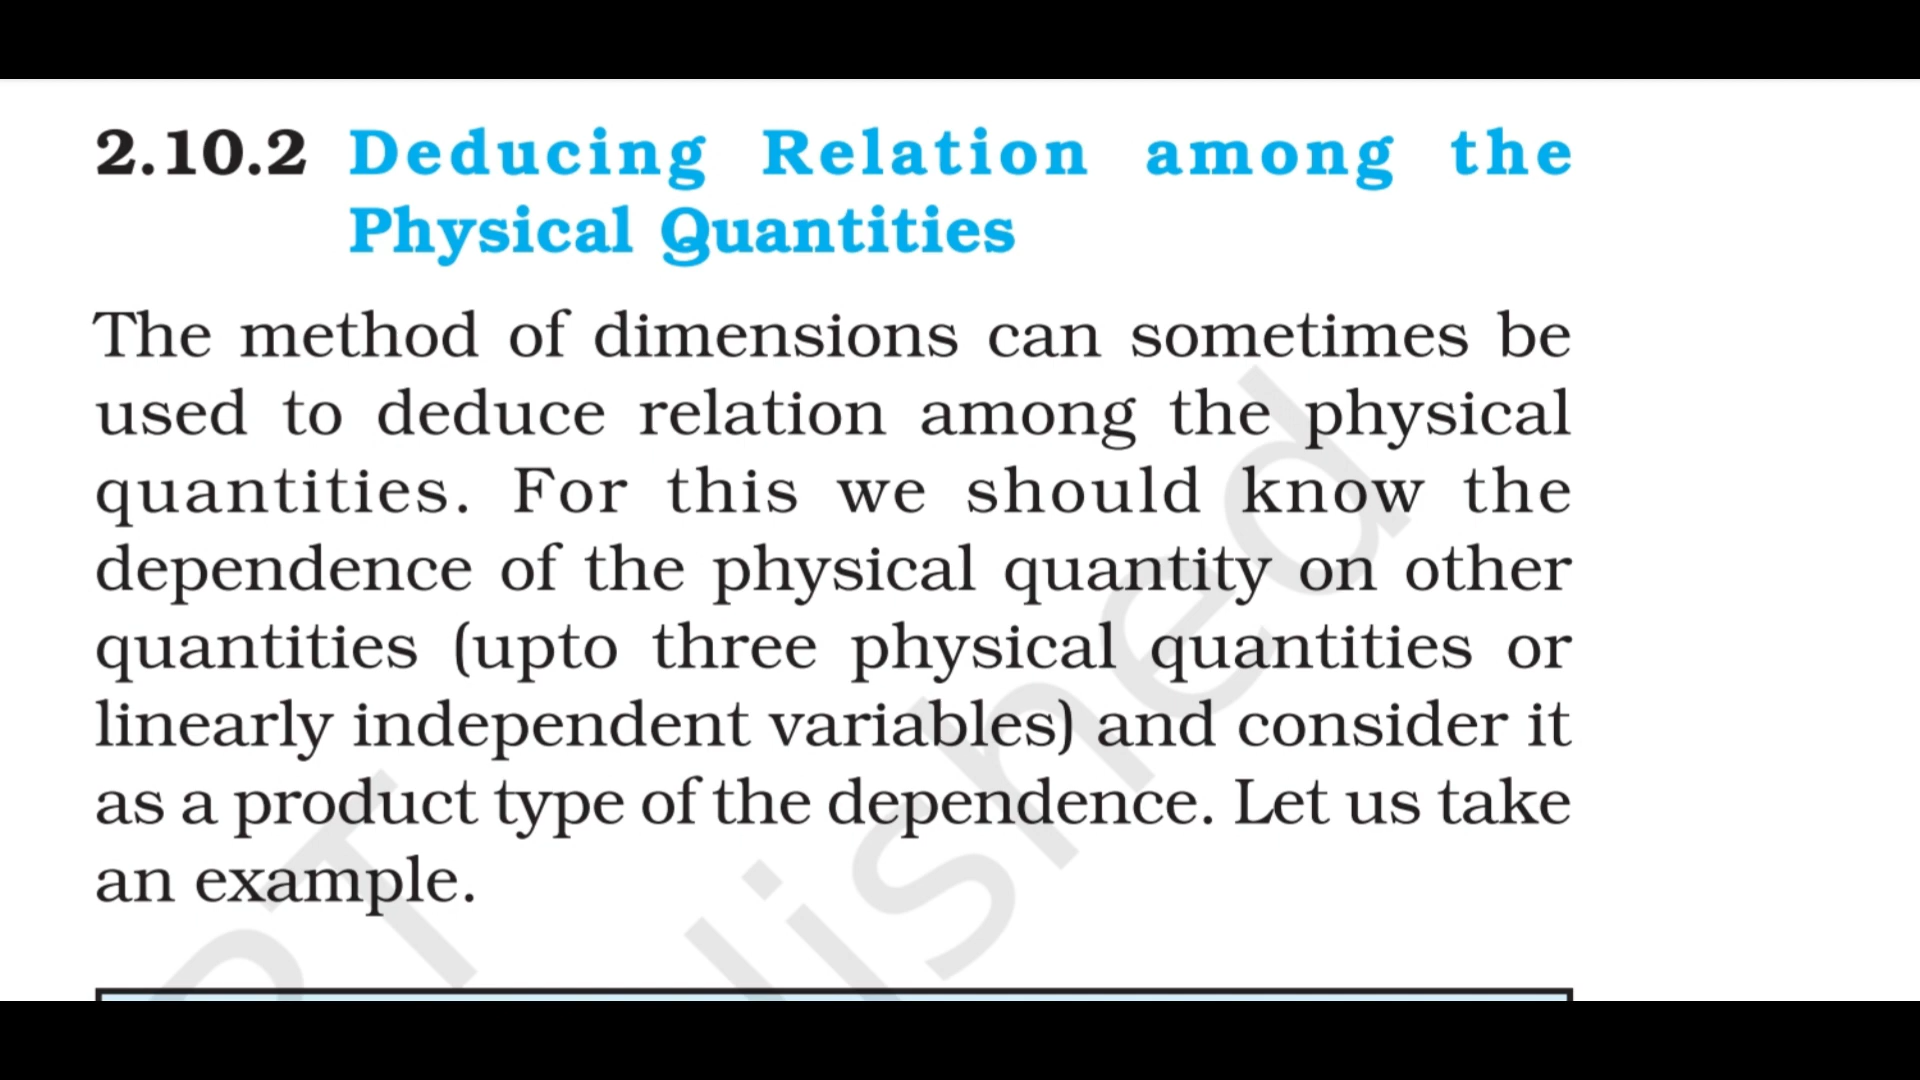 2.10.2 Deducing Relation among the
Physical Quantities
The method of dimensions can sometimes be
used to deduce relation among the physical
quantities. For this we should know the
dependence of the physical quantity on other
quantities (upto three physical quantities or
linearly independent variables) and consider it
as a product type of the dependence. Let us take
an example.